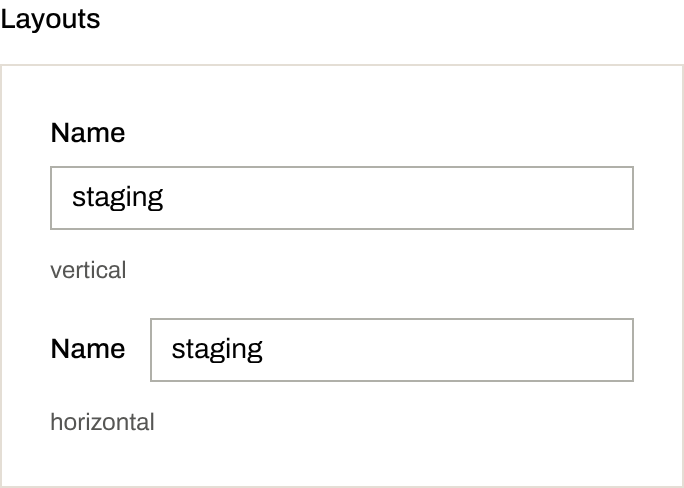 Layouts
Name
staging
vertical
Name staging
horizontal